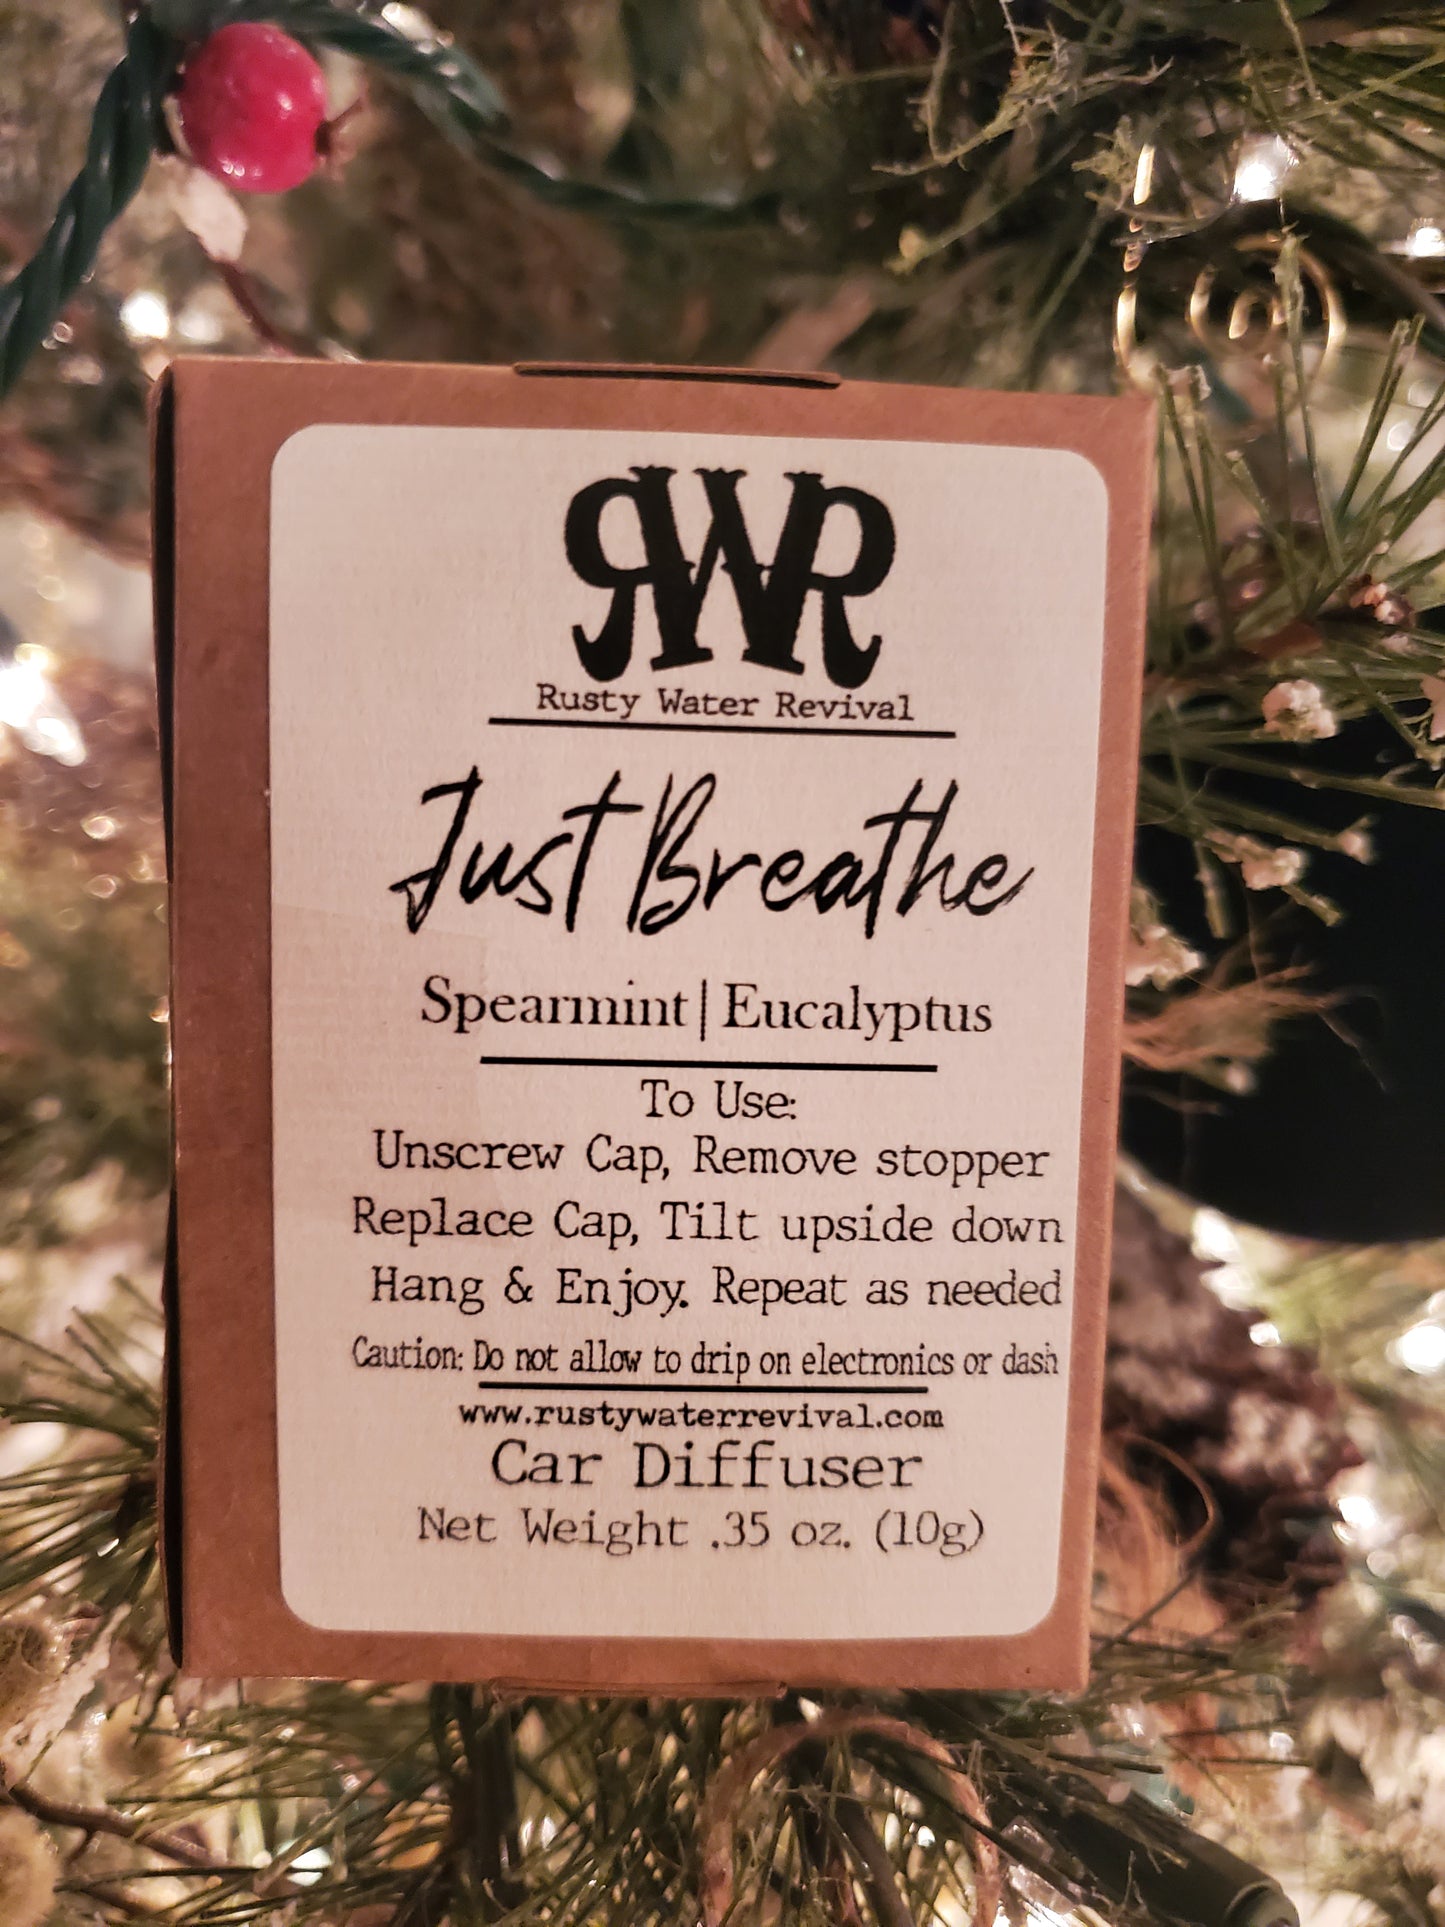 RWR
Rusty Water Revival
Just Breathe
Spearmint|Eucalyptus
To Use:
Unscrew Cap, Remove stopper
Replace Cap, Tilt upside down
Hang & Enjoy. Repeat as needed
Caution: Do not allow to drip on electronics or dash
www.rustywaterrevival.com
Car Diffuser
Net Weight .35 oz. (10g)